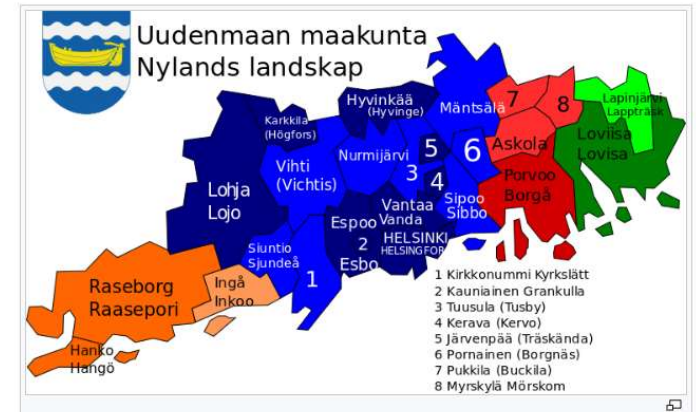 Uudenmaan maakunta
Nylands landskap
Hyvinkää
(Hyvinge)
Mäntsälä
7
8
Lapinjärvi
Lappträsk
Karkkila
(Högfors)
Nurmijärvi
5
6
Askola
Loviisa
Lovisa
Vihti
(Vichtis)
3
4
Porvoo
Borgå
Lohja
Lojo
Vantaa
Vanda
Sipoo
Sibbo
Espoo
2
Esbo
HELSINKI
HELSINGFOR
Siuntio
Sjundeå
1
Ingå
Inkoo
Raseborg
Raasepori
Hanko
Hangö
1 Kirkkonummi Kyrkslätt
2 Kauniainen Grankulla
3 Tuusula (Tusby)
4 Kerava (Kervo)
5 Järvenpää (Träskända)
6 Pornainen (Borgnäs)
7 Pukkila (Buckila)
8 Myrskylä Mörskom